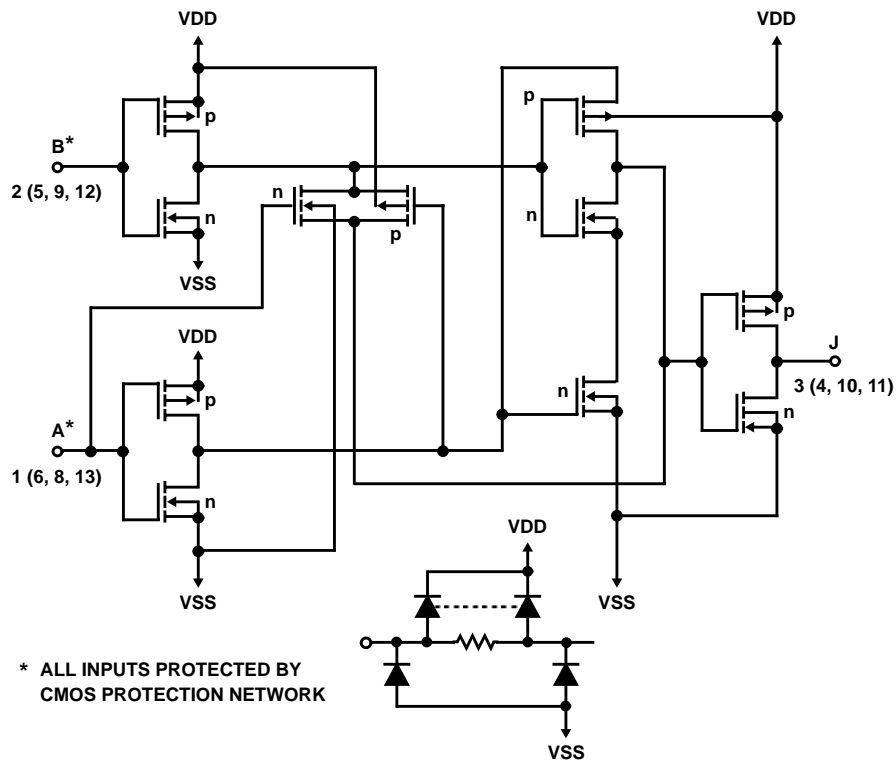 VDD
VDD
p
p
B*
2 (5, 9, 12)
n
n
n
p
VSS
VDD
p
J
p
3 (4, 10, 11)
n
n
A*
1 (6, 8, 13)
n
VDD
VSS
VSS
* ALL INPUTS PROTECTED BY
CMOS PROTECTION NETWORK
VSS